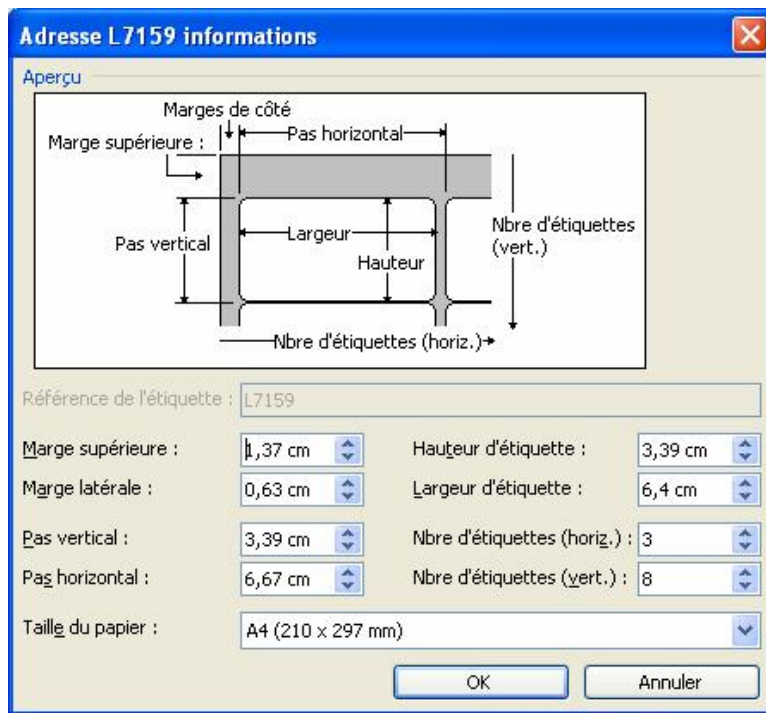 Adresse L7159 informations
Aperçu
Marges de côté
Pas horizontal
Marge supérieure :
Pas vertical
Largeur
Hauteur
Nbre d'étiquettes
(vert.)
Nbre d'étiquettes (horiz.)
Référence de l'étiquette : L7159
Marge supérieure : 1,37 cm Hauteur d'étiquette : 3,39 cm
Marge latérale : 0,63 cm Largeur d'étiquette : 6,4 cm
Pas vertical : 3,39 cm Nbre d'étiquettes (horiz.) : 3
Pas horizontal : 6,67 cm Nbre d'étiquettes (vert.) : 8
Taille du papier : A4 (210 x 297 mm)
OK Annuler